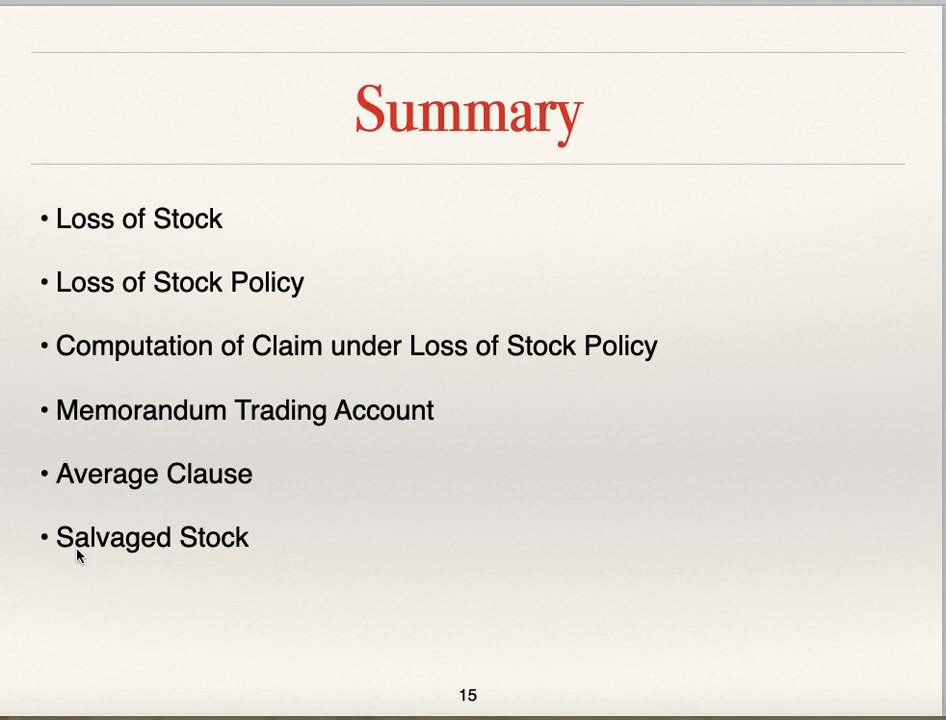 Summary
• Loss of Stock
• Loss of Stock Policy
• Computation of Claim under Loss of Stock Policy
• Memorandum Trading Account
• Average Clause
• Salvaged Stock
15